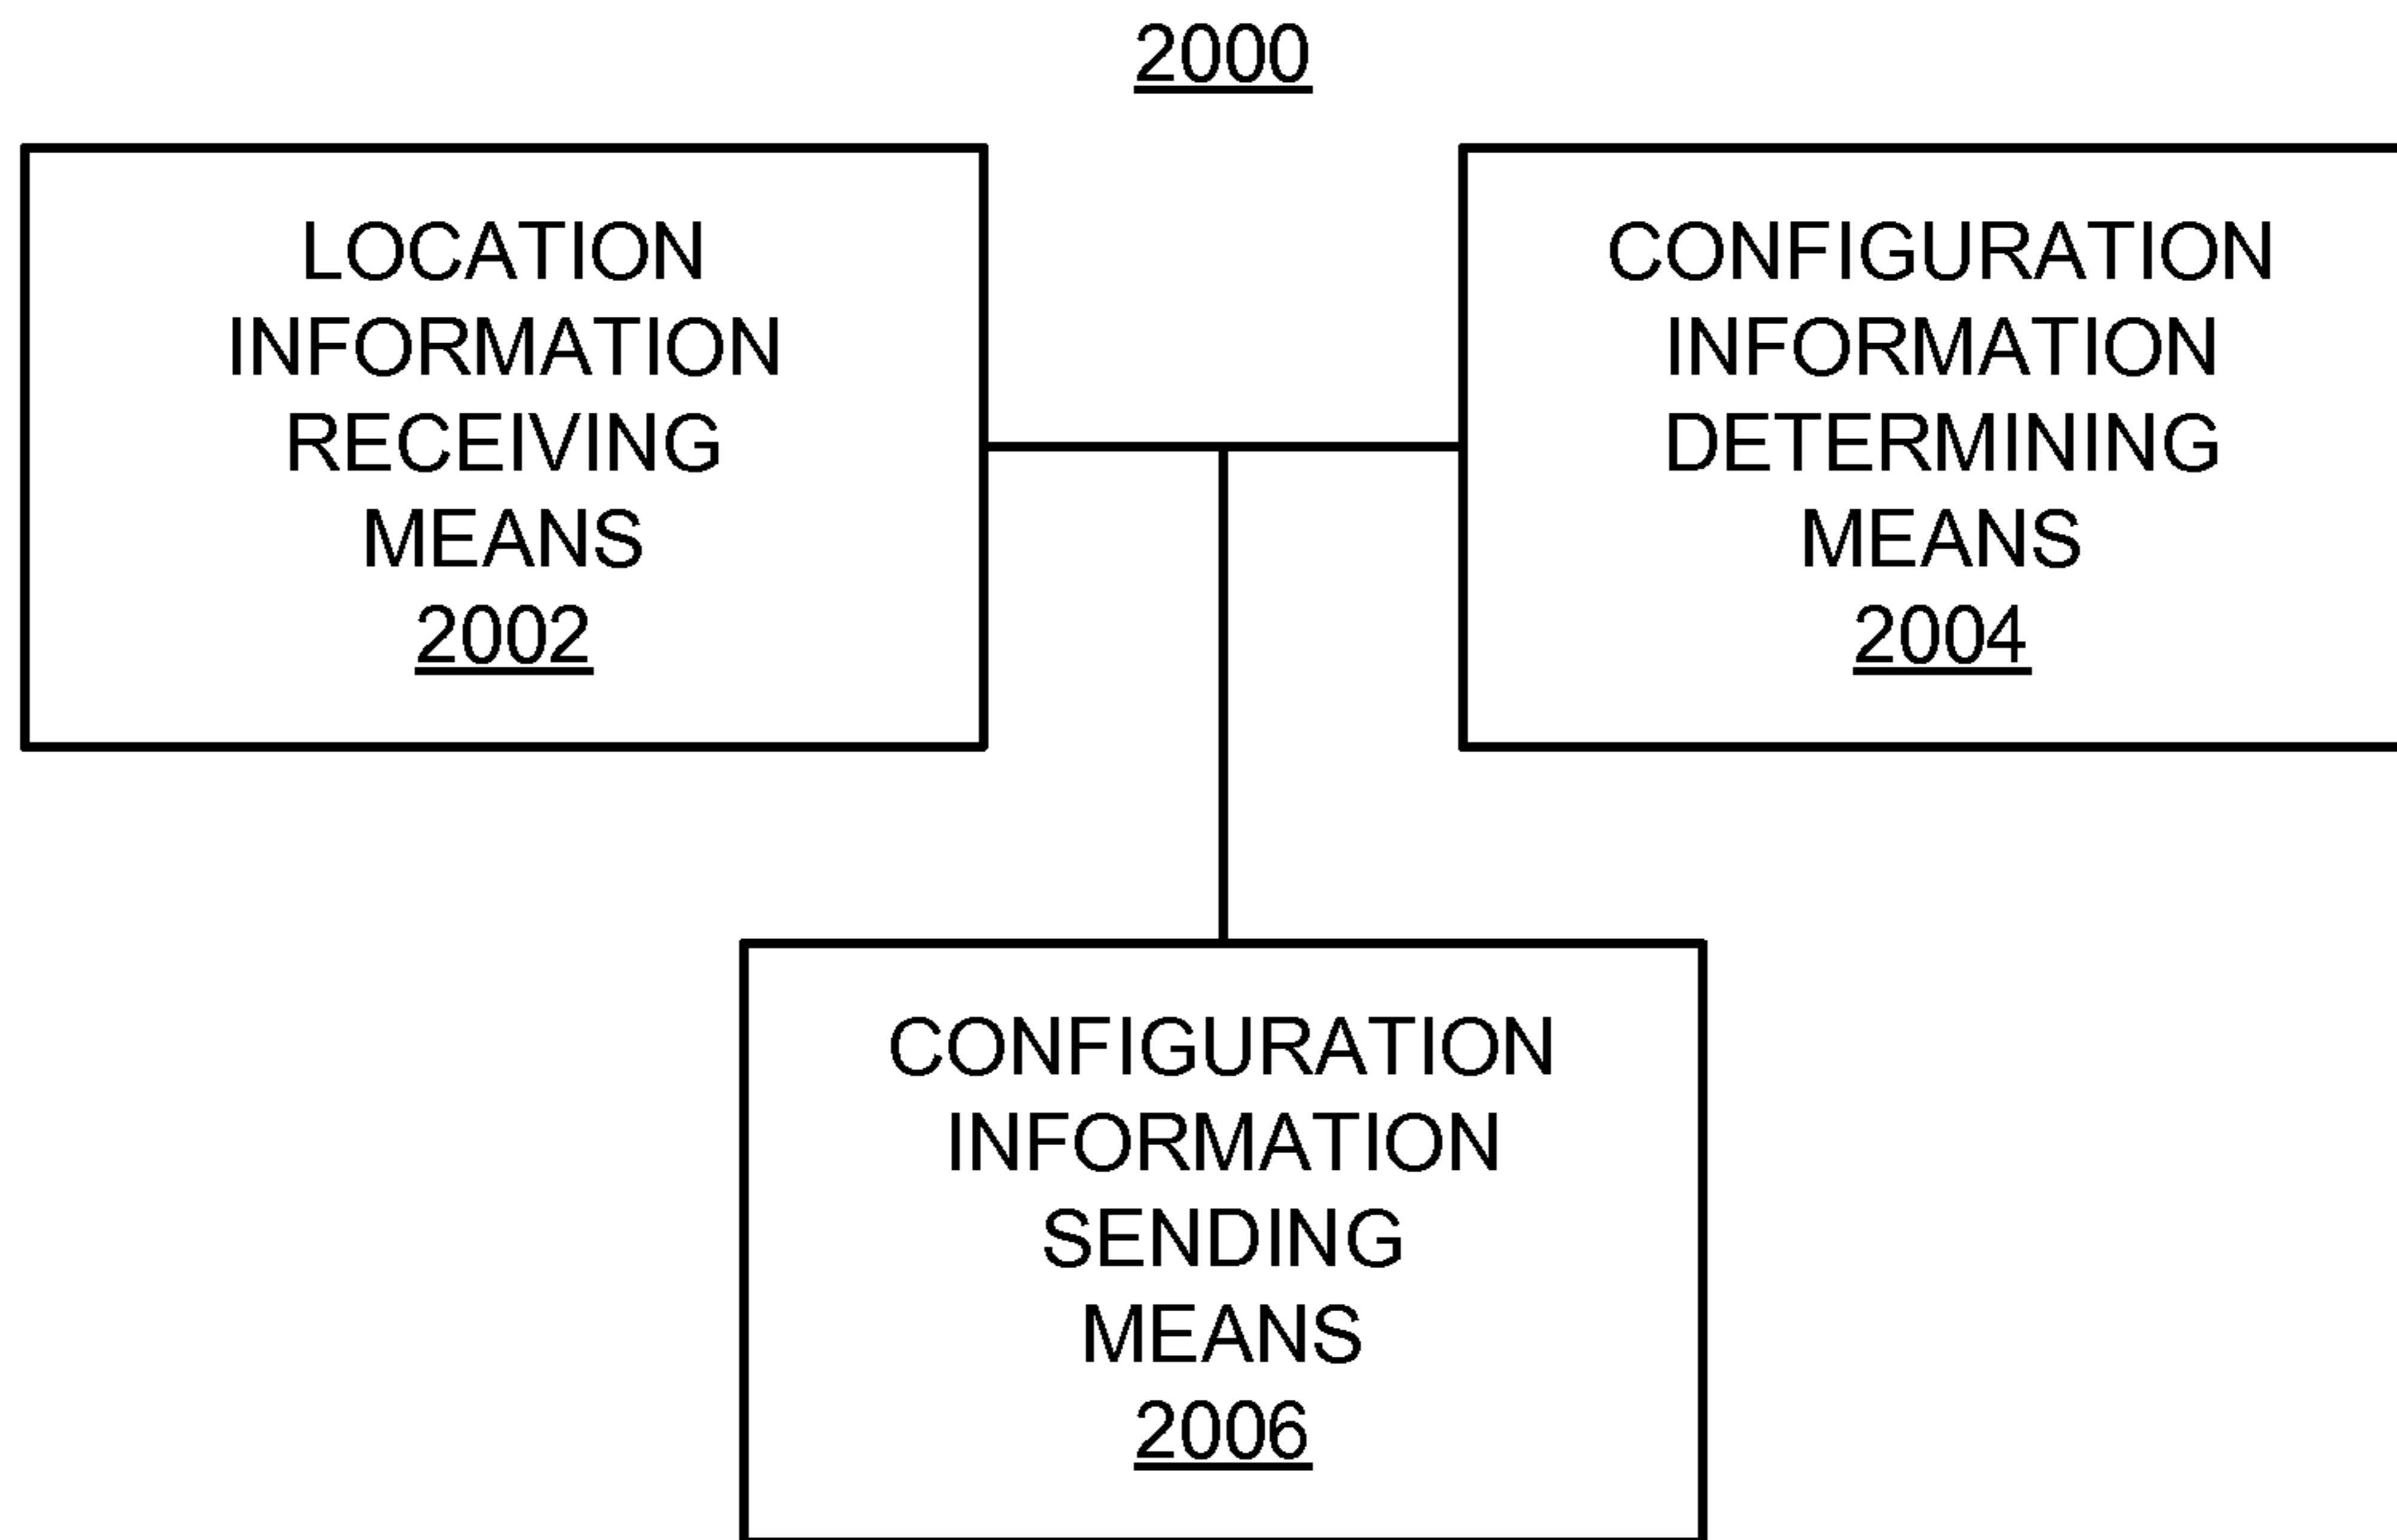 2000
LOCATION
INFORMATION
RECEIVING
MEANS
2002
CONFIGURATION
INFORMATION
DETERMINING
MEANS
2004
CONFIGURATION
INFORMATION
SENDING
MEANS
2006